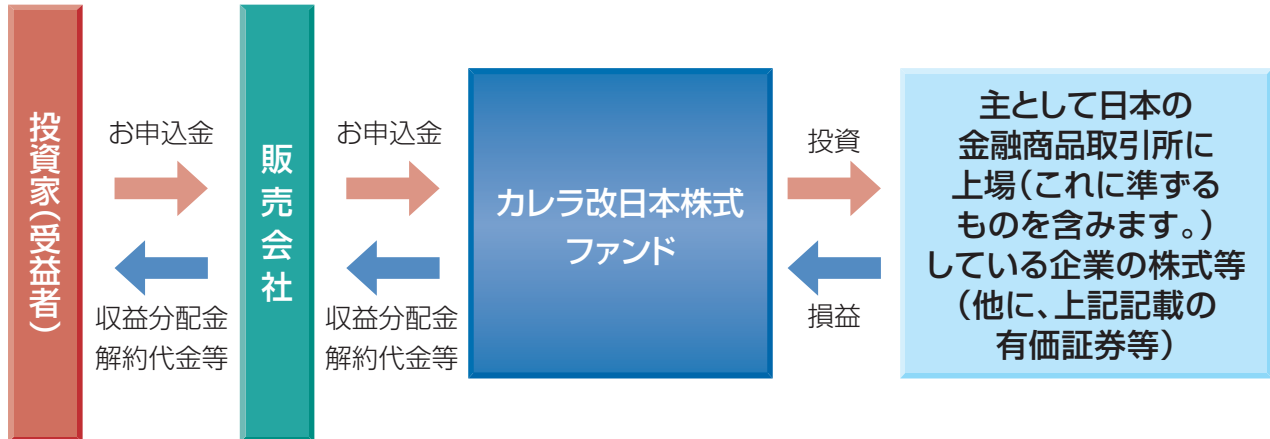 投資家(受益者)
お申込金
収益分配金
解約代金等
販売会社
お申込金
収益分配金
解約代金等
カレラ改日本株式
ファンド
投資
損益
主として日本の
金融商品取引所に
上場(これに準ずる
ものを含みます。)
している企業の株式等
(他に、上記記載の
有価証券等)